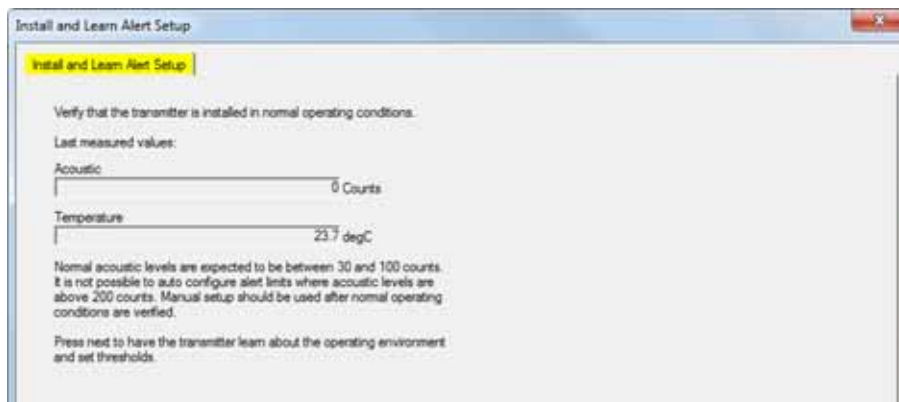 Install and Learn Alert Setup
Install and Learn Alert Setup
Verify that the transmitter is installed in normal operating conditions.
Last measured values:
Acoustic
0 Counts
Temperature
23.7 degC
Normal acoustic levels are expected to be between 30 and 100 counts.
It is not possible to auto configure alert limits where acoustic levels are
above 200 counts. Manual setup should be used after normal operating
conditions are verified.
Press next to have the transmitter learn about the operating environment
and set thresholds.